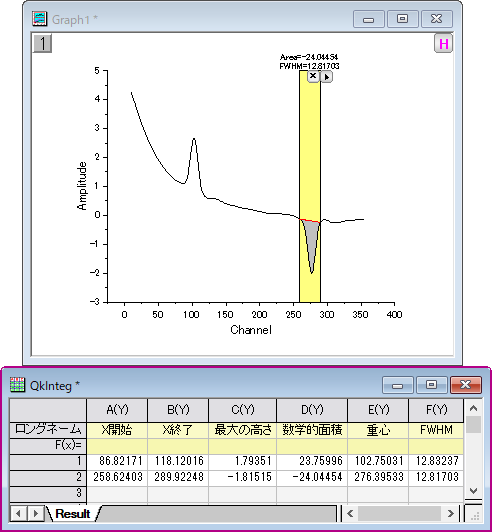 Graph1 *
1
H
Area=-24.04454
FWHM=12.81703
5
4
3
2
1
0
-1
-2
-3
Amplitude
0 50 100 150 200 250 300 350 400
Channel
QkInteg *
A(Y) B(Y) C(Y) D(Y) E(Y) F(Y)
ロングネーム X開始 X終了 最大の高さ 数学的面積 重心 FWHM
F(x)=
1 86.82171 118.12016 1.79351 23.75996 102.75031 12.83237
2 258.62403 289.92248 -1.81515 -24.04454 276.89533 12.81703
3
Result